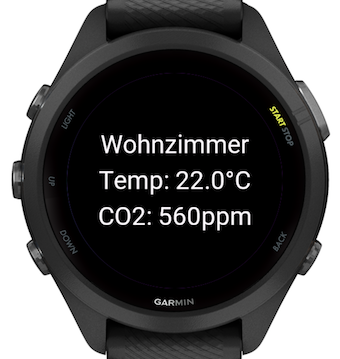 LIGHT
START STOP
Wohnzimmer
Temp: 22.0°C
UP
CO2: 560ppm
DOWN
BACK
GARMIN